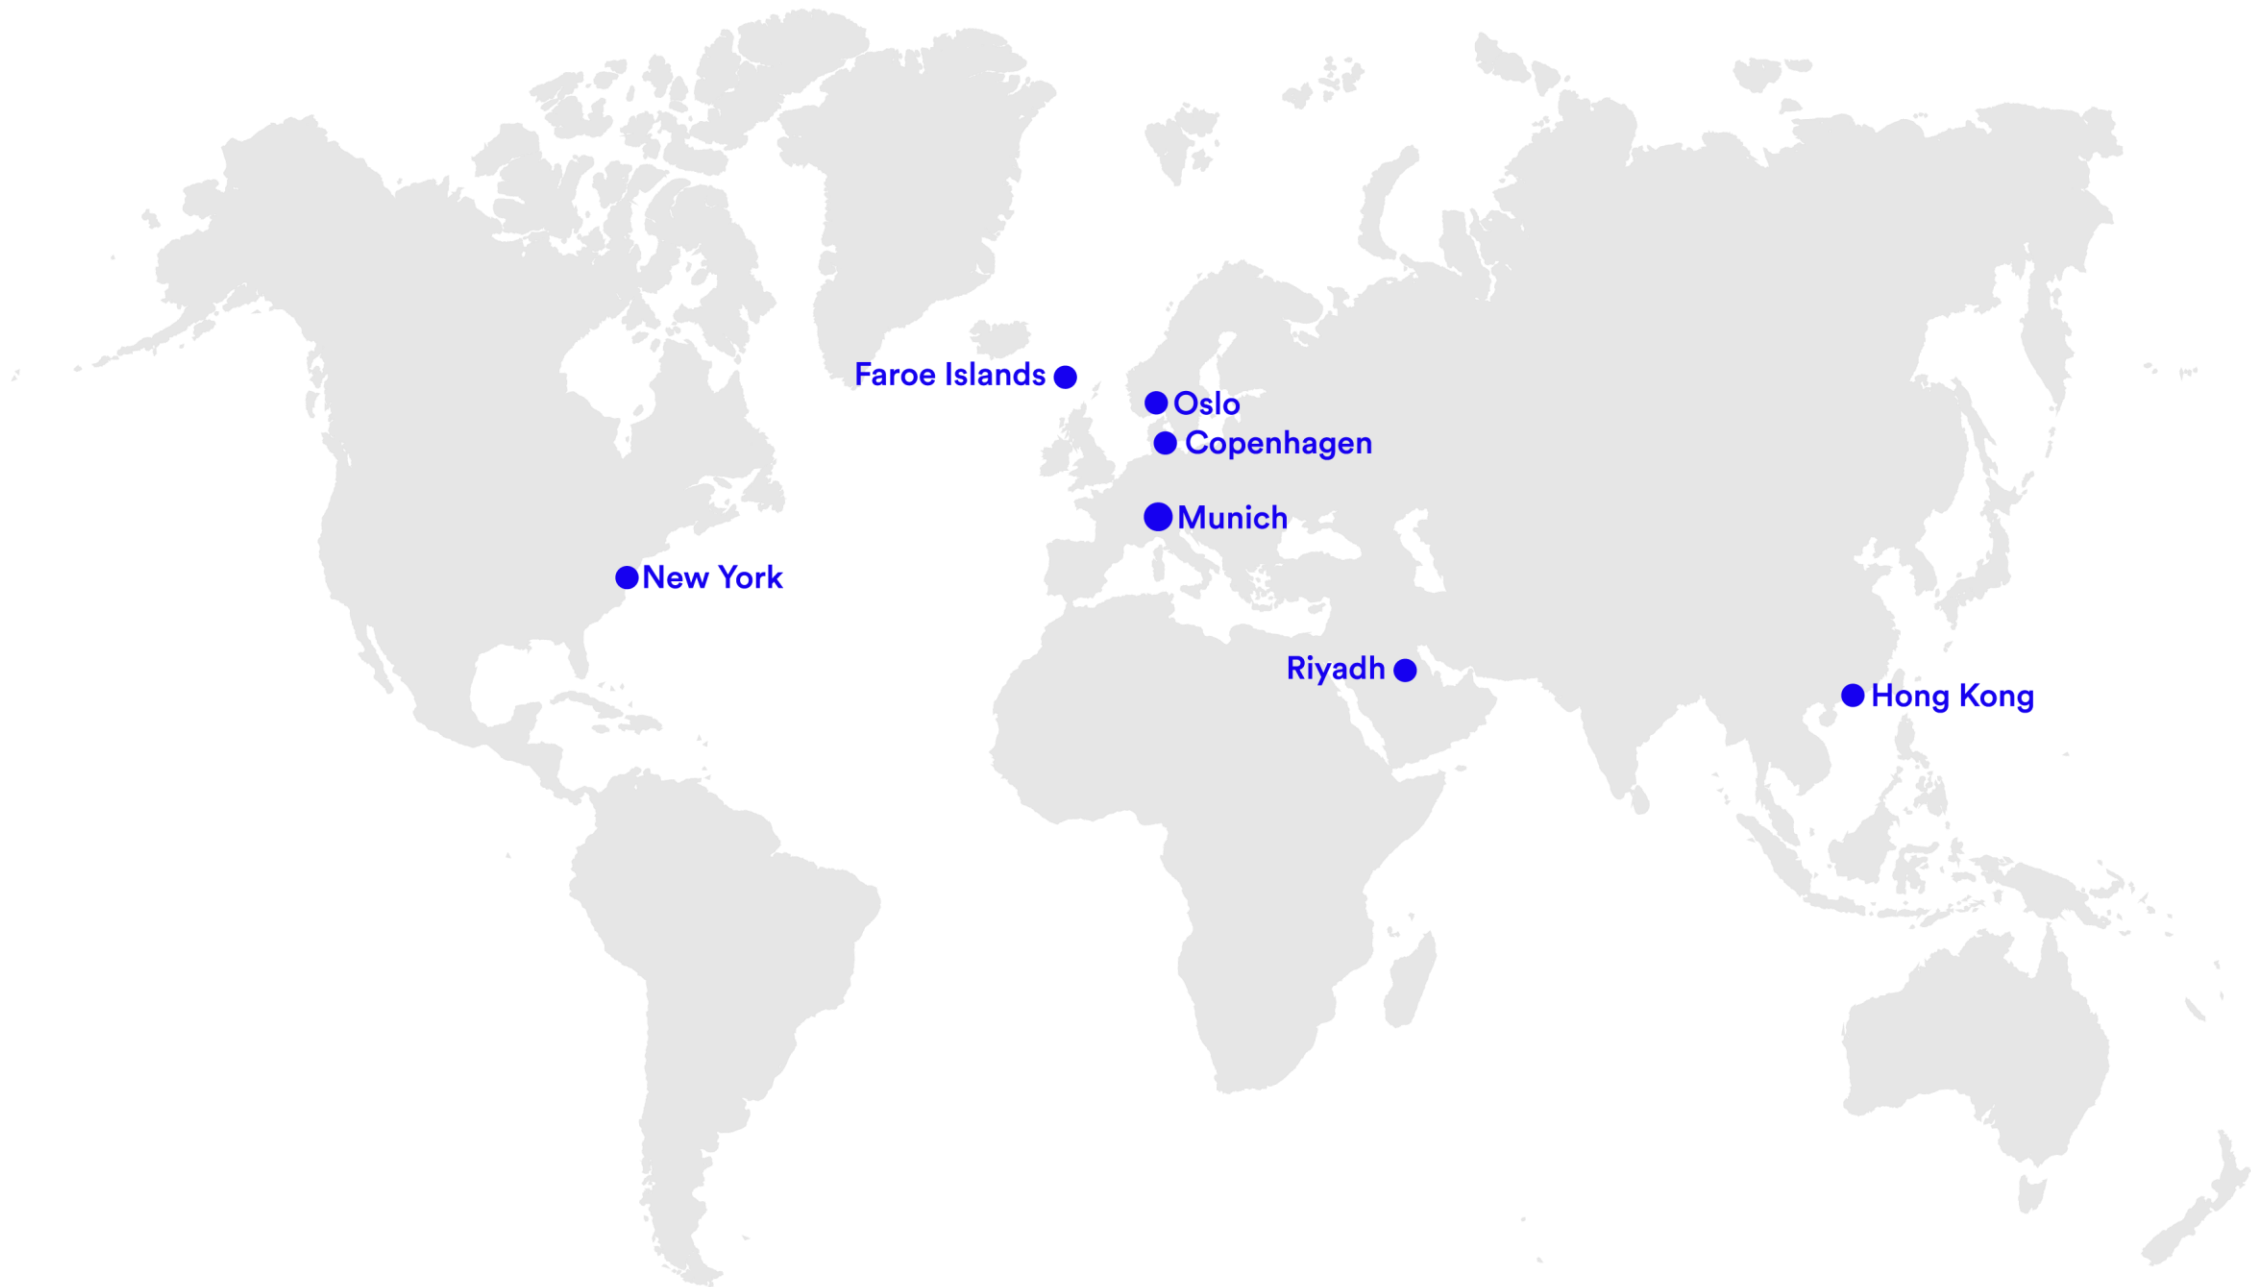 Faroe Islands
Oslo
Copenhagen
Munich
New York
Riyadh
Hong Kong